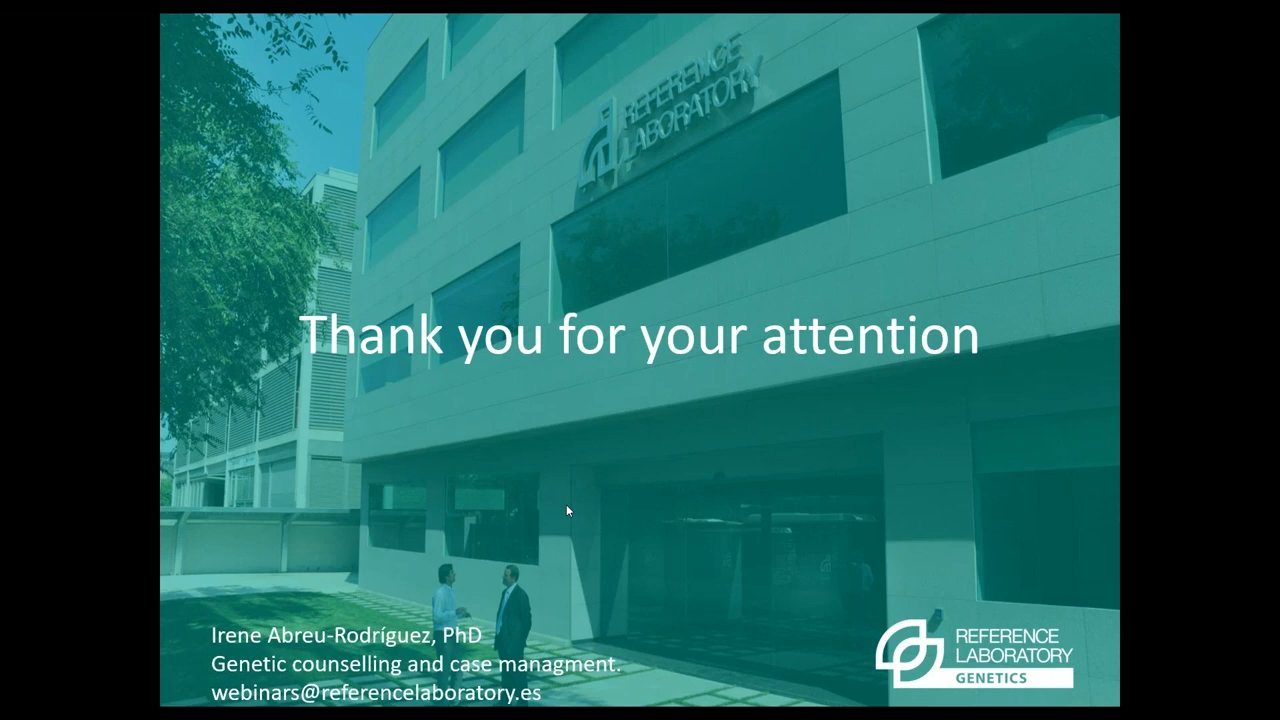 REFERENCE
LABORATORY
Thank you for your attention
Irene Abreu-Rodríguez, PhD
Genetic counselling and case managment.
webinars@referencelaboratory.es
REFERENCE
LABORATORY
GENETICS